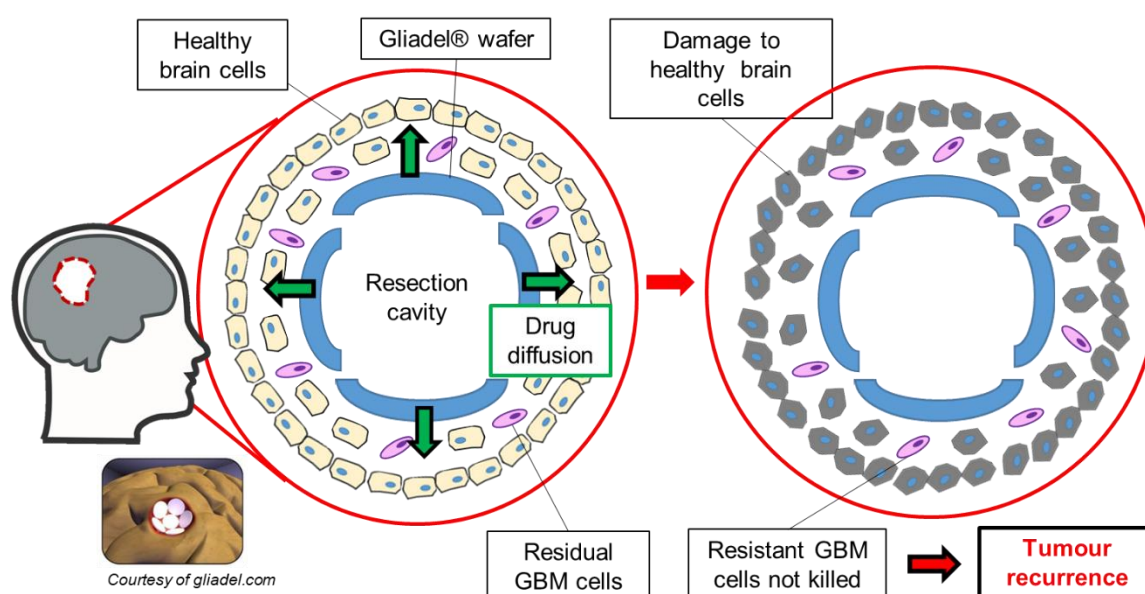 Healthy
brain cells
Gliadel® wafer
Damage to
healthy brain
cells
Resection
cavity
Drug
diffusion
Courtesy of gliadel.com
Residual
GBM cells
Resistant GBM
cells not killed
Tumour
recurrence